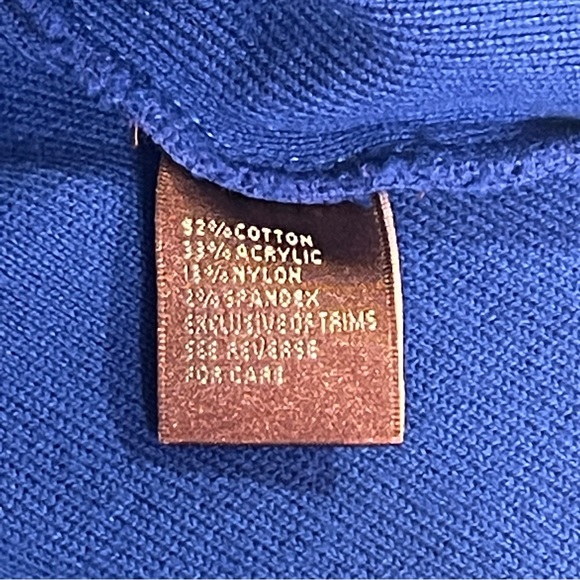 52% COTTON
33% ACRYLIC
13% NYLON
2% SPANDEX
EXCLUSIVE OF TRIMS
SEE REVERSE
FOR CARE